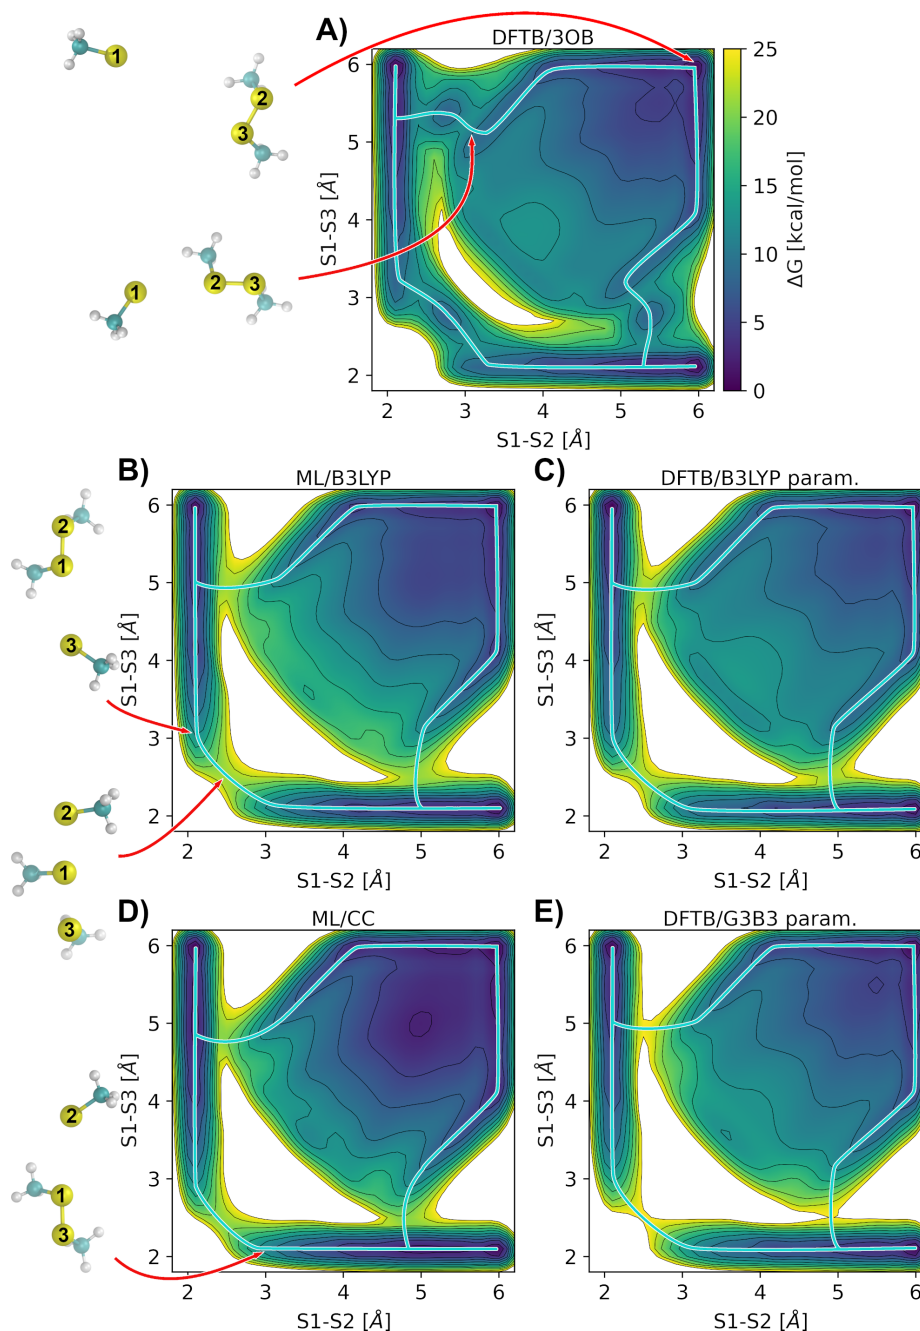 A)
DFTB/3OB
1
2
3
2
3
1
6
5
4
3
2
S1-S3 [Å]
2 3 4 5 6
S1-S2 [Å]
25
20
15
10
5
0
ΔG [kcal/mol]
B)
ML/B3LYP
2
1
3
6
5
4
3
2
S1-S3 [Å]
2 3 4 5 6
S1-S2 [Å]
C)
DFTB/B3LYP param.
6
5
4
3
2
S1-S3 [Å]
2 3 4 5 6
S1-S2 [Å]
2
1
3
D)
ML/CC
2
1
3
6
5
4
3
2
S1-S3 [Å]
2 3 4 5 6
S1-S2 [Å]
E)
DFTB/G3B3 param.
6
5
4
3
2
S1-S3 [Å]
2 3 4 5 6
S1-S2 [Å]